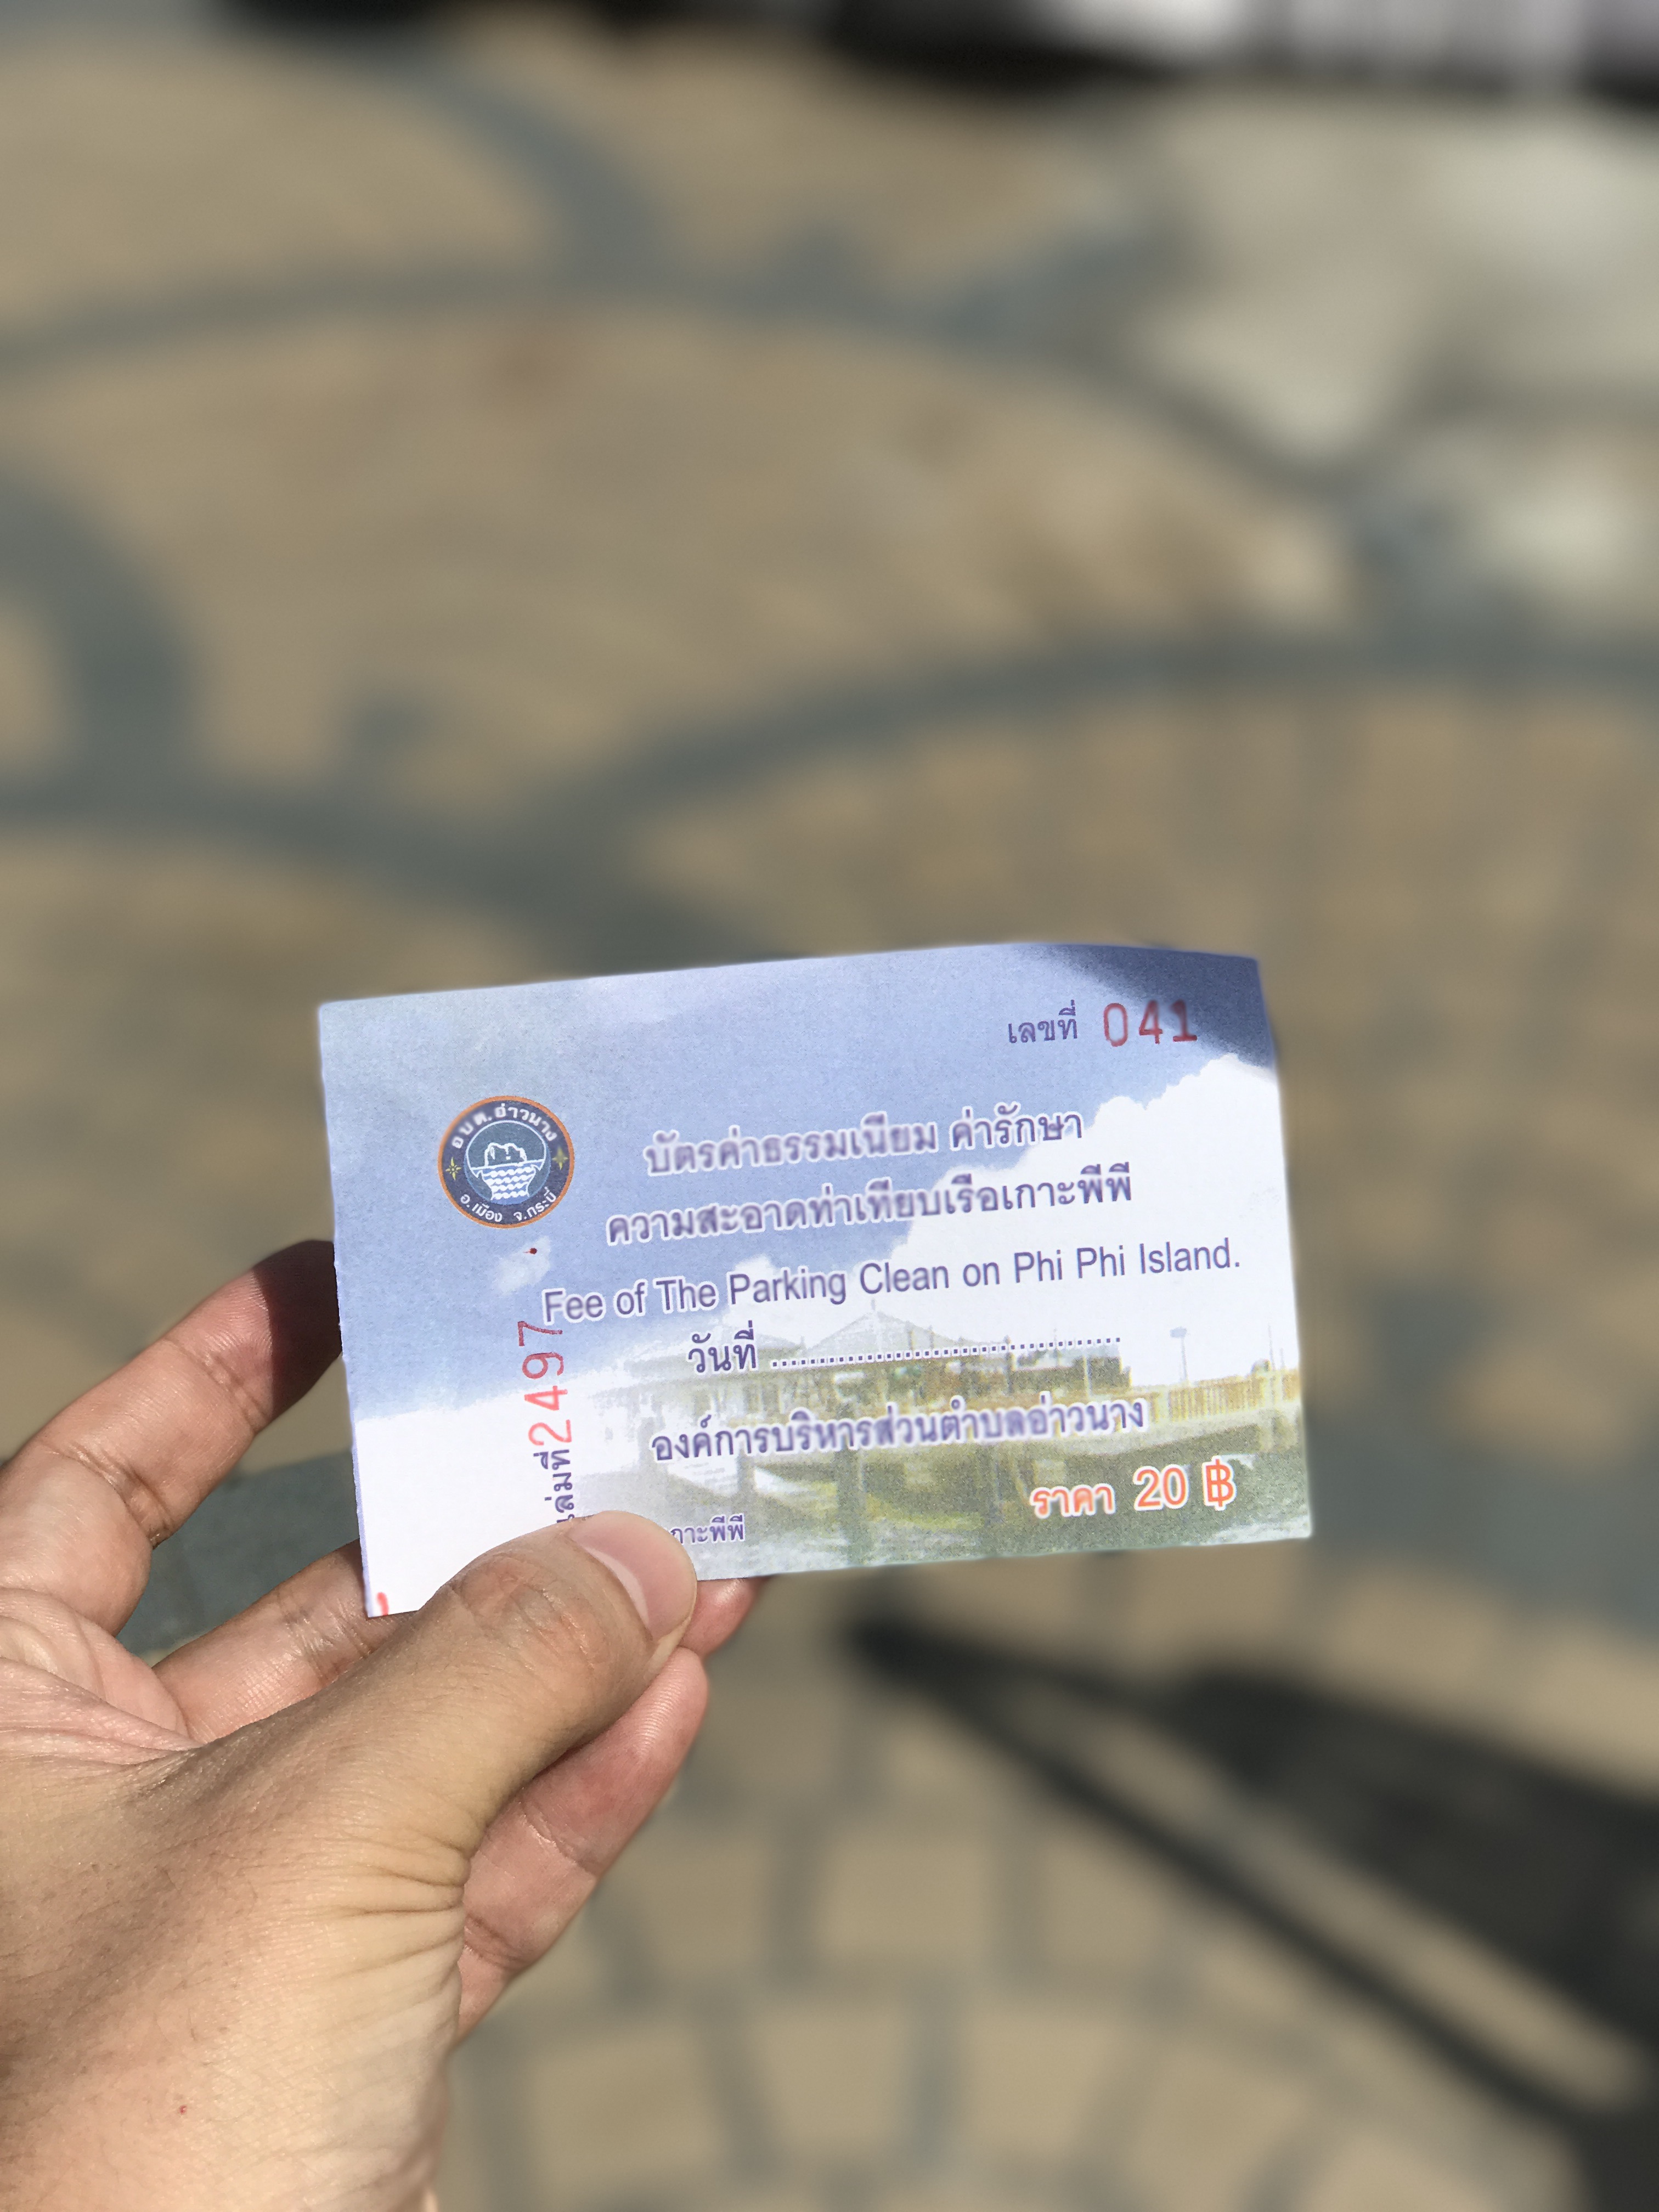 เลขที่ 041
อบต.อ่าวนาง
อ.เมือง จ.กระบี่
บัตรค่าธรรมเนียม ค่ารักษา
ความสะอาดท่าเทียบเรือเกาะพีพี
Fee of The Parking Clean on Phi Phi Island.
วันที่ ........................................
เล่มที่ 2497
องค์การบริหารส่วนตำบลอ่าวนาง
ราคา 20 ฿
กาะพีพี